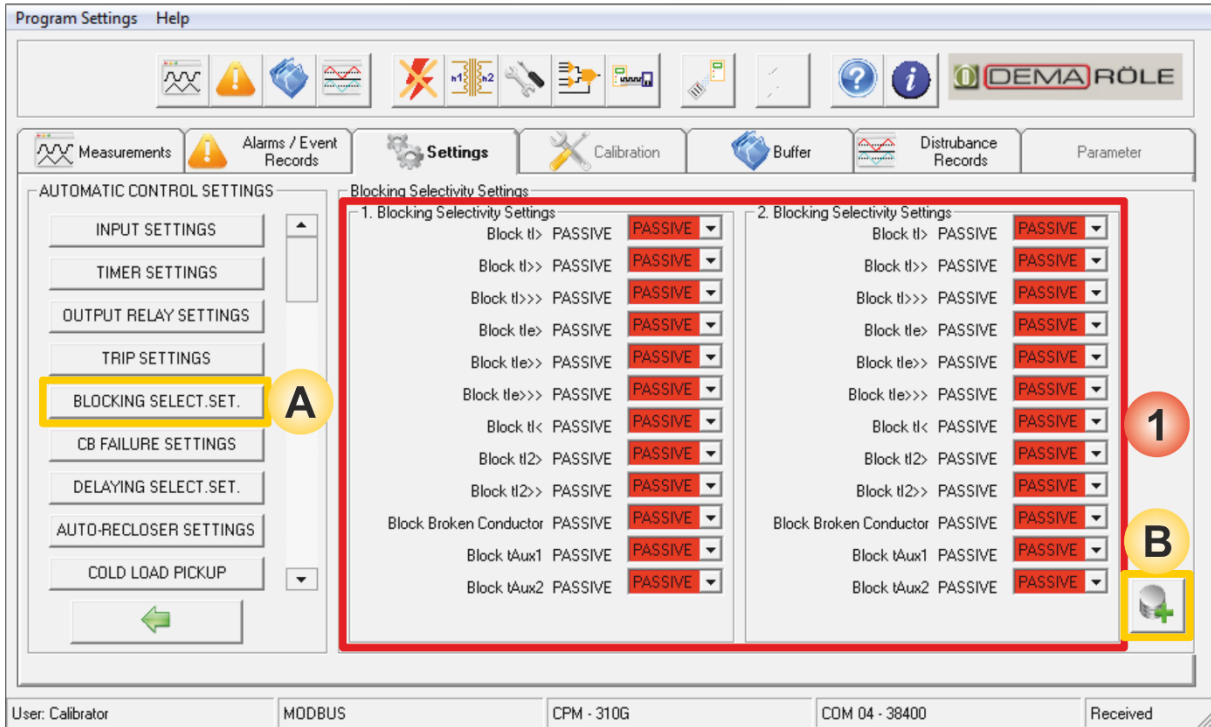 Program Settings Help
h1 h2
DEMA RÖLE
Measurements
Alarms / Event
Records
Settings
Calibration
Buffer
Distrubance
Records
Parameter
AUTOMATIC CONTROL SETTINGS
INPUT SETTINGS
TIMER SETTINGS
OUTPUT RELAY SETTINGS
TRIP SETTINGS
BLOCKING SELECT.SET.
A
CB FAILURE SETTINGS
DELAYING SELECT.SET.
AUTO-RECLOSER SETTINGS
COLD LOAD PICKUP
Blocking Selectivity Settings
1. Blocking Selectivity Settings
Block tI> PASSIVE PASSIVE
Block tI>> PASSIVE PASSIVE
Block tI>>> PASSIVE PASSIVE
Block tIe> PASSIVE PASSIVE
Block tIe>> PASSIVE PASSIVE
Block tIe>>> PASSIVE PASSIVE
Block tI< PASSIVE PASSIVE
Block tI2> PASSIVE PASSIVE
Block tI2>> PASSIVE PASSIVE
Block Broken Conductor PASSIVE PASSIVE
Block tAux1 PASSIVE PASSIVE
Block tAux2 PASSIVE PASSIVE
2. Blocking Selectivity Settings
Block tI> PASSIVE PASSIVE
Block tI>> PASSIVE PASSIVE
Block tI>>> PASSIVE PASSIVE
Block tIe> PASSIVE PASSIVE
Block tIe>> PASSIVE PASSIVE
Block tIe>>> PASSIVE PASSIVE
Block tI< PASSIVE PASSIVE
Block tI2> PASSIVE PASSIVE
Block tI2>> PASSIVE PASSIVE
Block Broken Conductor PASSIVE PASSIVE
Block tAux1 PASSIVE PASSIVE
Block tAux2 PASSIVE PASSIVE
1
B
User: Calibrator MODBUS CPM - 310G COM 04 - 38400 Received